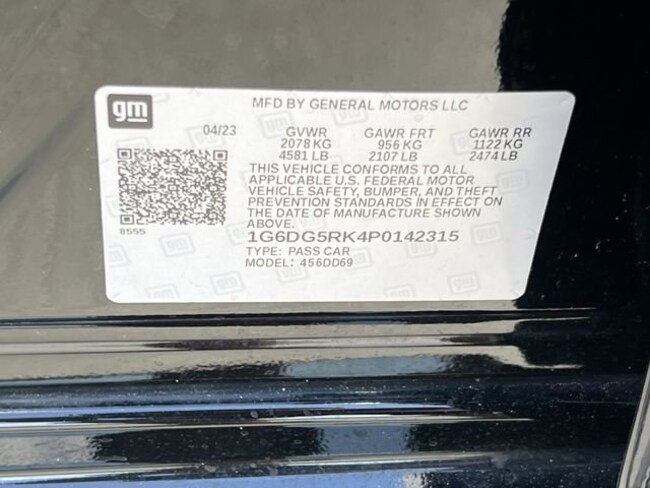 gm
MFD BY GENERAL MOTORS LLC
04/23 GVWR GAWR FRT GAWR RR
2078 KG 956 KG 1122 KG
4581 LB 2107 LB 2474 LB
THIS VEHICLE CONFORMS TO ALL
APPLICABLE U.S. FEDERAL MOTOR
VEHICLE SAFETY, BUMPER, AND THEFT
PREVENTION STANDARDS IN EFFECT ON
THE DATE OF MANUFACTURE SHOWN
ABOVE.
8555
1G6DG5RK4P0142315
TYPE: PASS CAR
MODEL: 456DD69